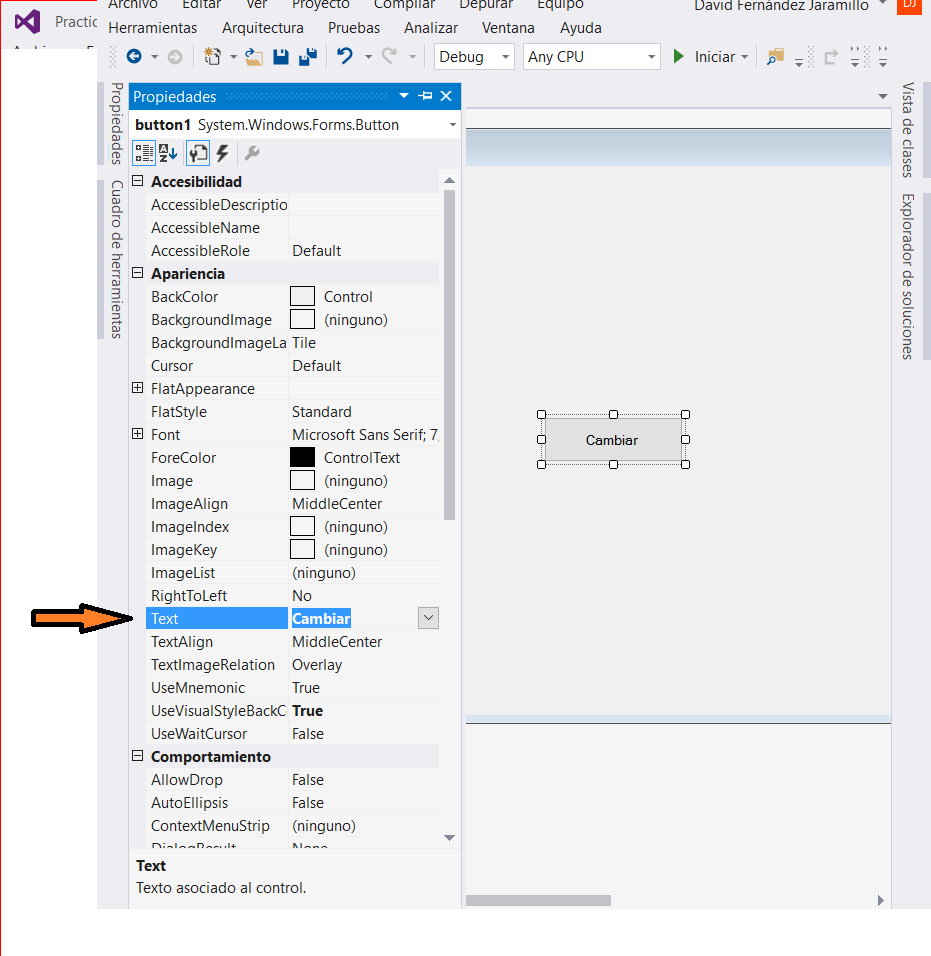 Practic
Archivo Editar Ver Proyecto Compilar Depurar Equipo David Fernández Jaramillo DJ
Herramientas Arquitectura Pruebas Analizar Ventana Ayuda
Debug Any CPU Iniciar
Propiedades
Cuadro de herramientas
Propiedades
button1 System.Windows.Forms.Button
Accesibilidad
AccessibleDescriptio
AccessibleName
AccessibleRole Default
Apariencia
BackColor Control
BackgroundImage (ninguno)
BackgroundImageLa Tile
Cursor Default
FlatAppearance
FlatStyle Standard
Font Microsoft Sans Serif; 7,
ForeColor ControlText
Image (ninguno)
ImageAlign MiddleCenter
ImageIndex (ninguno)
ImageKey (ninguno)
ImageList (ninguno)
RightToLeft No
Text Cambiar
TextAlign MiddleCenter
TextImageRelation Overlay
UseMnemonic True
UseVisualStyleBackC True
UseWaitCursor False
Comportamiento
AllowDrop False
AutoEllipsis False
ContextMenuStrip (ninguno)
DialogResult None
Text
Texto asociado al control.
Cambiar
Vista de clases
Explorador de soluciones